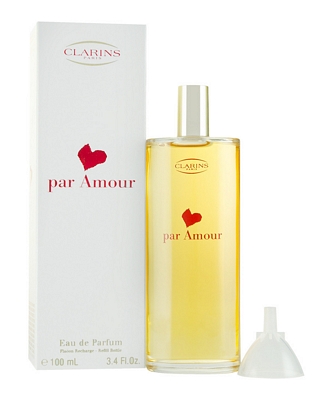 CLARINS
PARIS
par Amour
Eau de Parfum
Flacon Recharge - Refill Bottle
℮ 100 mL 3.4 Fl.Oz.
CLARINS
PARIS
par Amour